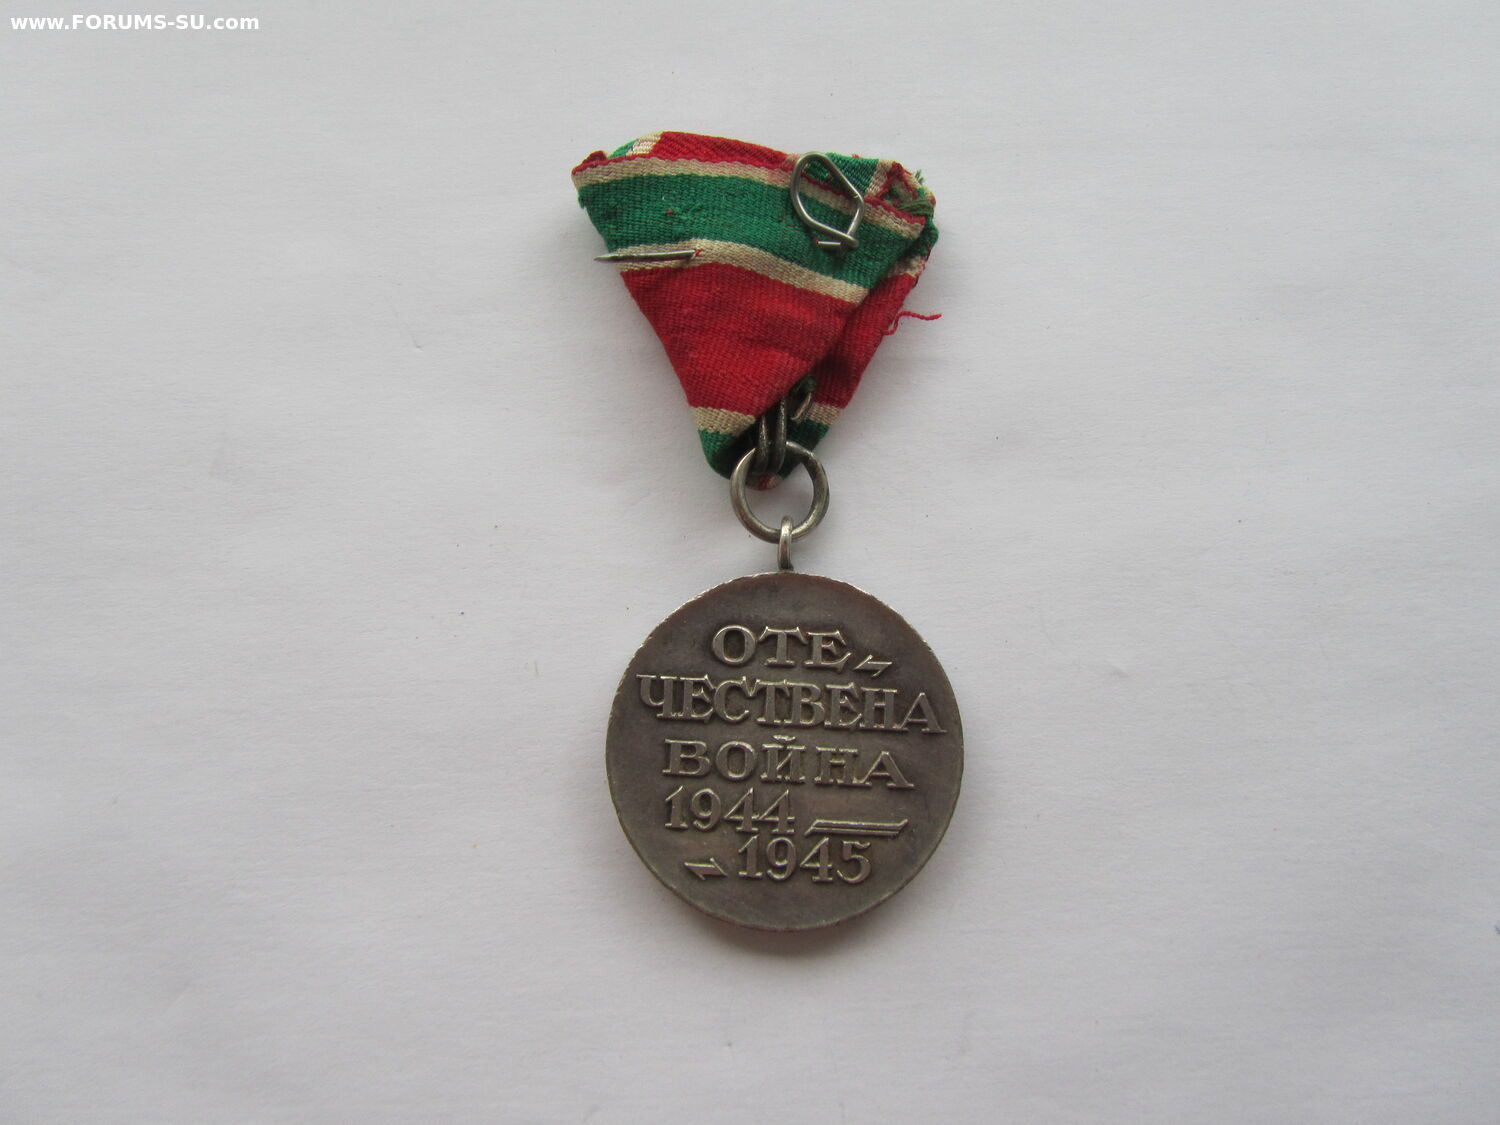 www.FORUMS-SU.com
ОТЕ-
ЧЕСТВЕНА
ВОЙНА
1944 —
1945